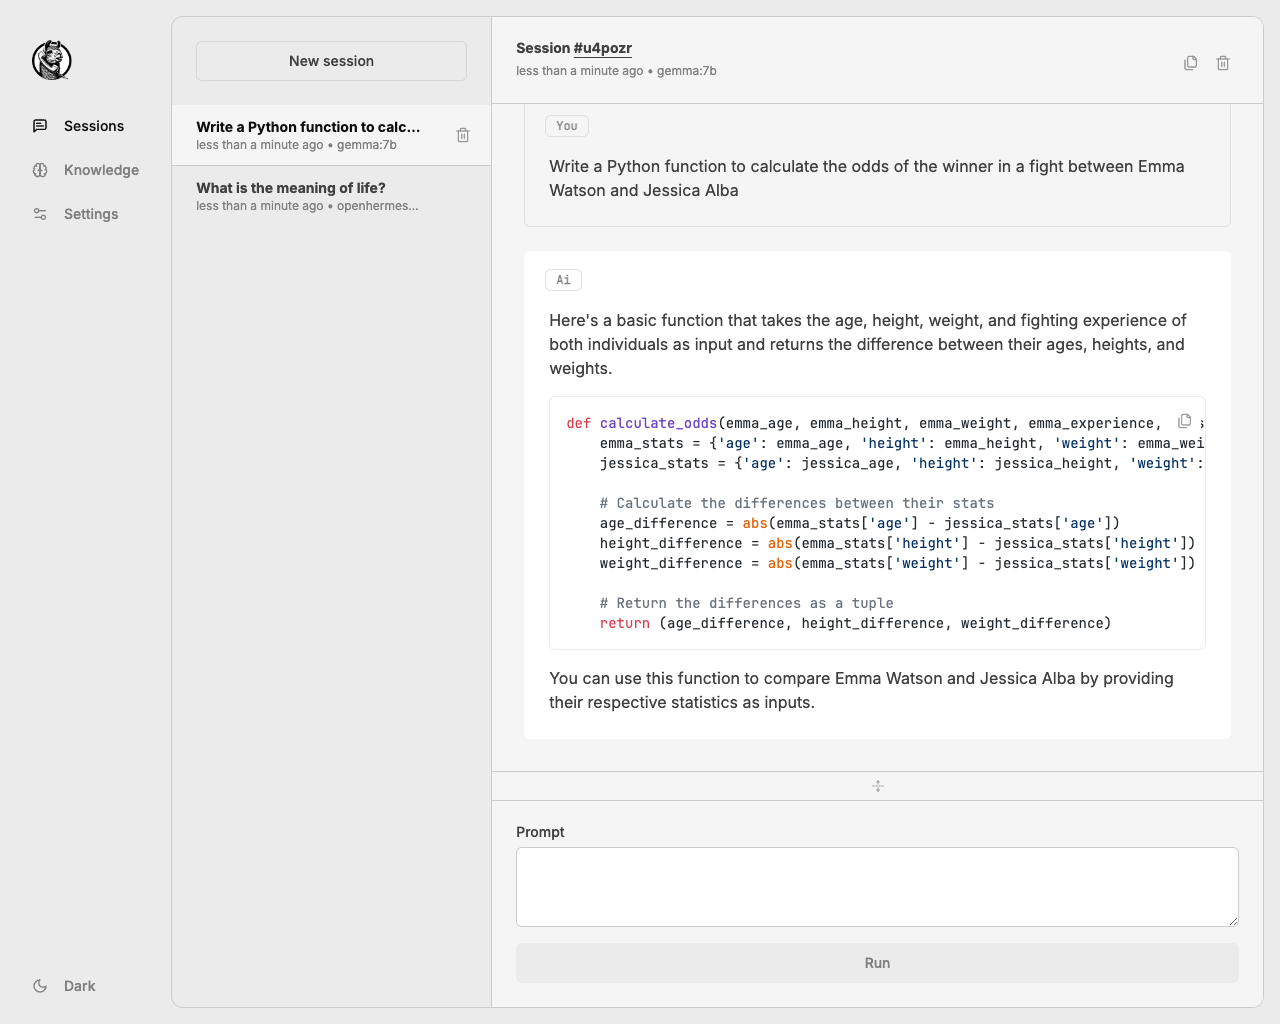 Sessions
Knowledge
Settings
Dark
New session
Write a Python function to calc...
less than a minute ago • gemma:7b
What is the meaning of life?
less than a minute ago • openhermes...
Session #u4pozr
less than a minute ago • gemma:7b
You
Write a Python function to calculate the odds of the winner in a fight between Emma
Watson and Jessica Alba
Ai
Here's a basic function that takes the age, height, weight, and fighting experience of
both individuals as input and returns the difference between their ages, heights, and
weights.
def calculate_odds(emma_age, emma_height, emma_weight, emma_experience,
    emma_stats = {'age': emma_age, 'height': emma_height, 'weight': emma_wei
    jessica_stats = {'age': jessica_age, 'height': jessica_height, 'weight':
    # Calculate the differences between their stats
    age_difference = abs(emma_stats['age'] - jessica_stats['age'])
    height_difference = abs(emma_stats['height'] - jessica_stats['height'])
    weight_difference = abs(emma_stats['weight'] - jessica_stats['weight'])
    # Return the differences as a tuple
    return (age_difference, height_difference, weight_difference)
You can use this function to compare Emma Watson and Jessica Alba by providing
their respective statistics as inputs.
Prompt
Run